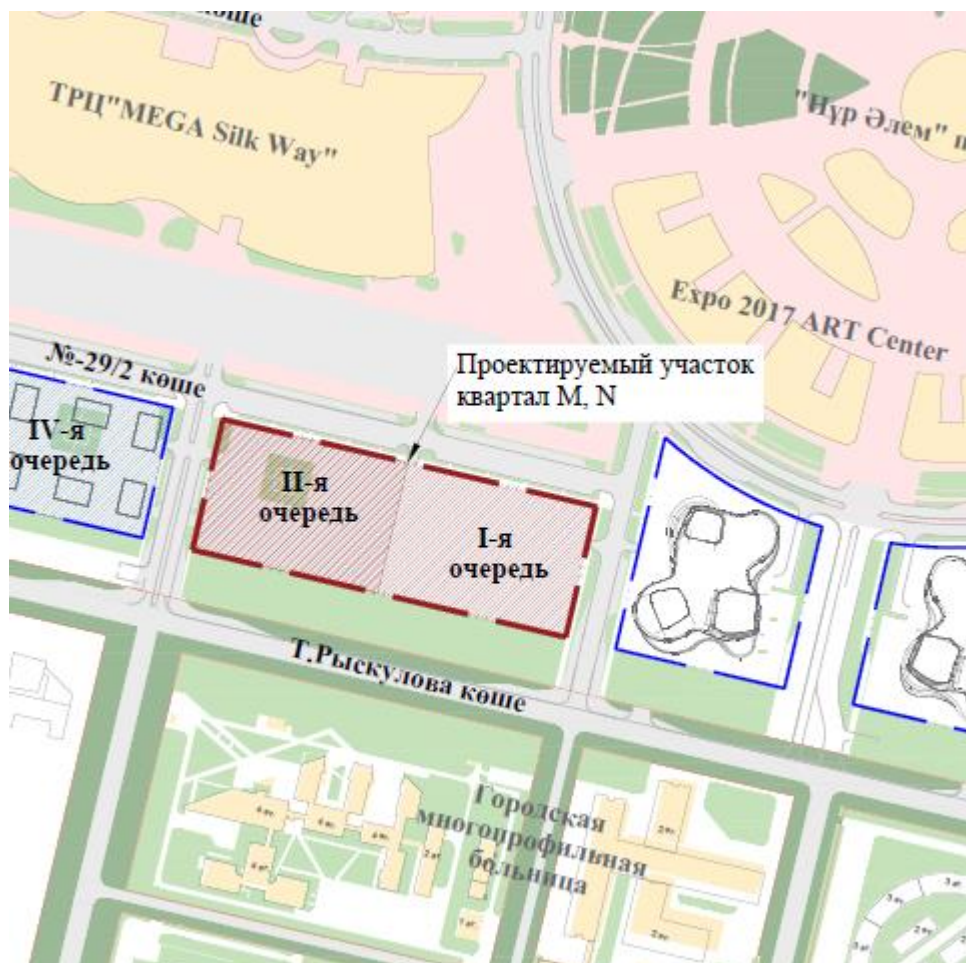 көше
ТРЦ"MEGA Silk Way"
"Нұр Әлем" п
Expo 2017 ART Center
№-29/2 көше
Проектируемый участок
квартал M, N
IV-я
очередь
II-я
очередь
I-я
очередь
Т.Рыскулова көше
Городская
многопрофильная
больница